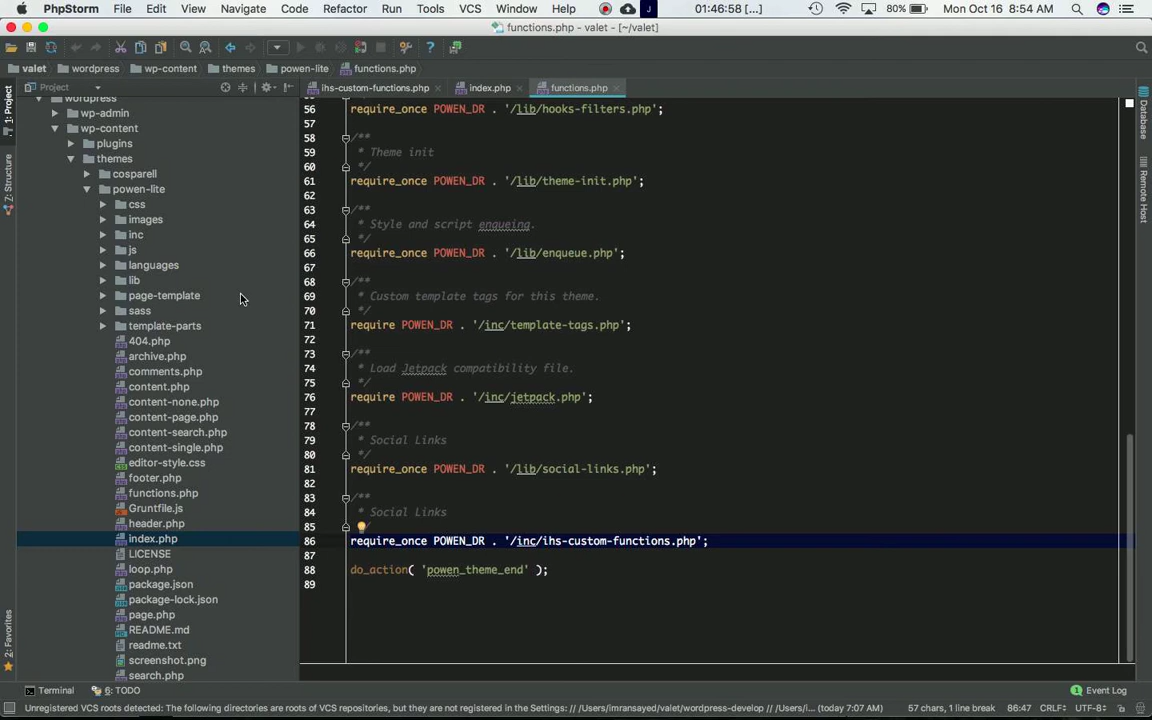 PhpStorm File Edit View Navigate Code Refactor Run Tools VCS Window Help 01:46:58 [...] 80% Mon Oct 16 8:54 AM
functions.php - valet - [~/valet]
valet wordpress wp-content themes powen-lite functions.php
Project ihs-custom-functions.php index.php functions.php
1: Project
Z: Structure
2: Favorites
wordpress
wp-admin
wp-content
plugins
themes
cosparell
powen-lite
css
images
inc
js
languages
lib
page-template
sass
template-parts
404.php
archive.php
comments.php
content.php
content-none.php
content-page.php
content-search.php
content-single.php
editor-style.css
footer.php
functions.php
Gruntfile.js
header.php
index.php
LICENSE
loop.php
package.json
package-lock.json
page.php
README.md
readme.txt
screenshot.png
search.php
56 require_once POWEN_DR . '/lib/hooks-filters.php';
57
58 /**
59 * Theme init
60 */
61 require_once POWEN_DR . '/lib/theme-init.php';
62
63 /**
64 * Style and script enqueing.
65 */
66 require_once POWEN_DR . '/lib/enqueue.php';
67
68 /**
69 * Custom template tags for this theme.
70 */
71 require POWEN_DR . '/inc/template-tags.php';
72
73 /**
74 * Load Jetpack compatibility file.
75 */
76 require POWEN_DR . '/inc/jetpack.php';
77
78 /**
79 * Social Links
80 */
81 require_once POWEN_DR . '/lib/social-links.php';
82
83 /**
84 * Social Links
85 */
86 require_once POWEN_DR . '/inc/ihs-custom-functions.php';
87
88 do_action( 'powen_theme_end' );
89
Database
Remote Host
Terminal 6: TODO 1 Event Log
Unregistered VCS roots detected: The following directories are roots of VCS repositories, but they are not registered in the Settings: // /Users/imransayed/valet/wordpress-develop // /Users/i... (today 7:07 AM) 57 chars, 1 line break 86:47 CRLF UTF-8